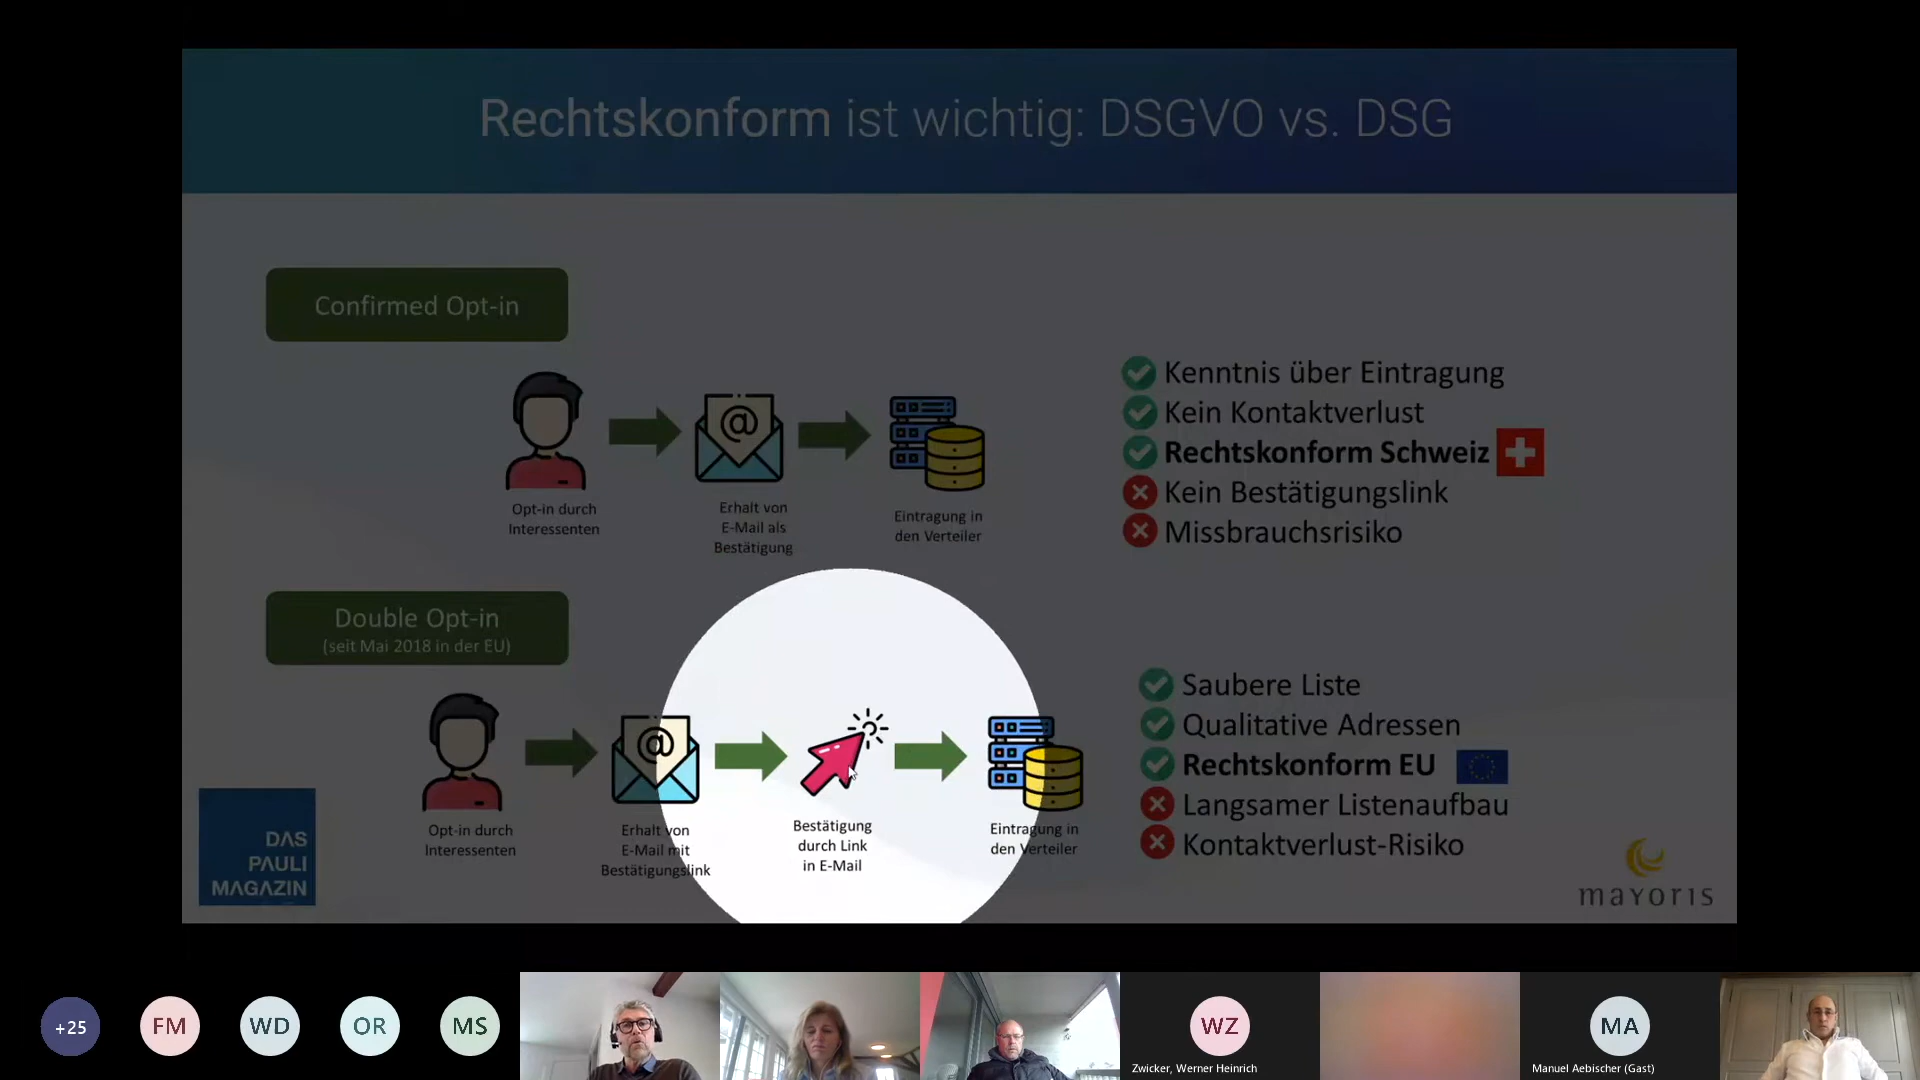 Rechtskonform ist wichtig: DSGVO vs. DSG
Confirmed Opt-in
Opt-in durch
Interessenten
@
Erhalt von
E-Mail als
Bestätigung
Eintragung in
den Verteiler
Kenntnis über Eintragung
Kein Kontaktverlust
Rechtskonform Schweiz
Kein Bestätigungslink
Missbrauchsrisiko
Double Opt-in
(seit Mai 2018 in der EU)
Opt-in durch
Interessenten
@
Erhalt von
E-Mail mit
Bestätigungslink
Bestätigung
durch Link
in E-Mail
Eintragung in
den Verteiler
Saubere Liste
Qualitative Adressen
Rechtskonform EU
Langsamer Listenaufbau
Kontaktverlust-Risiko
DAS
PAULI
MAGAZIN
mayoris
+25
FM
WD
OR
MS
WZ
Zwicker, Werner Heinrich
MA
Manuel Aebischer (Gast)